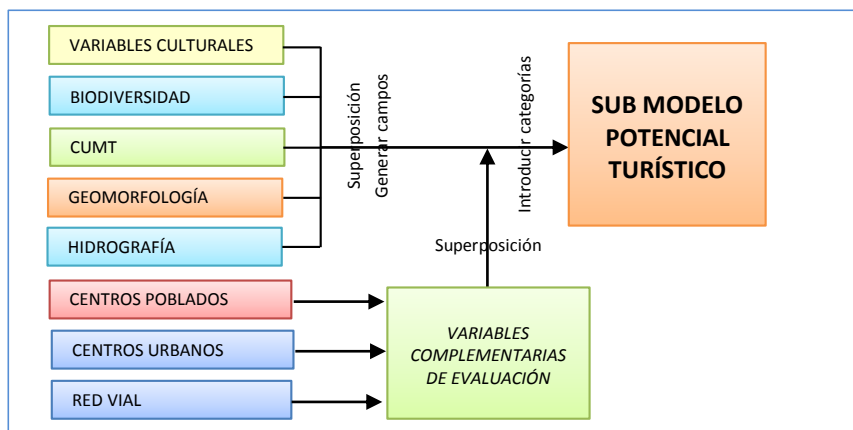 VARIABLES CULTURALES
BIODIVERSIDAD
CUMT
GEOMORFOLOGÍA
HIDROGRAFÍA
CENTROS POBLADOS
CENTROS URBANOS
RED VIAL
Superposición
Generar campos
Introducir categorías
Superposición
VARIABLES
COMPLEMENTARIAS
DE EVALUACIÓN
SUB MODELO
POTENCIAL
TURÍSTICO